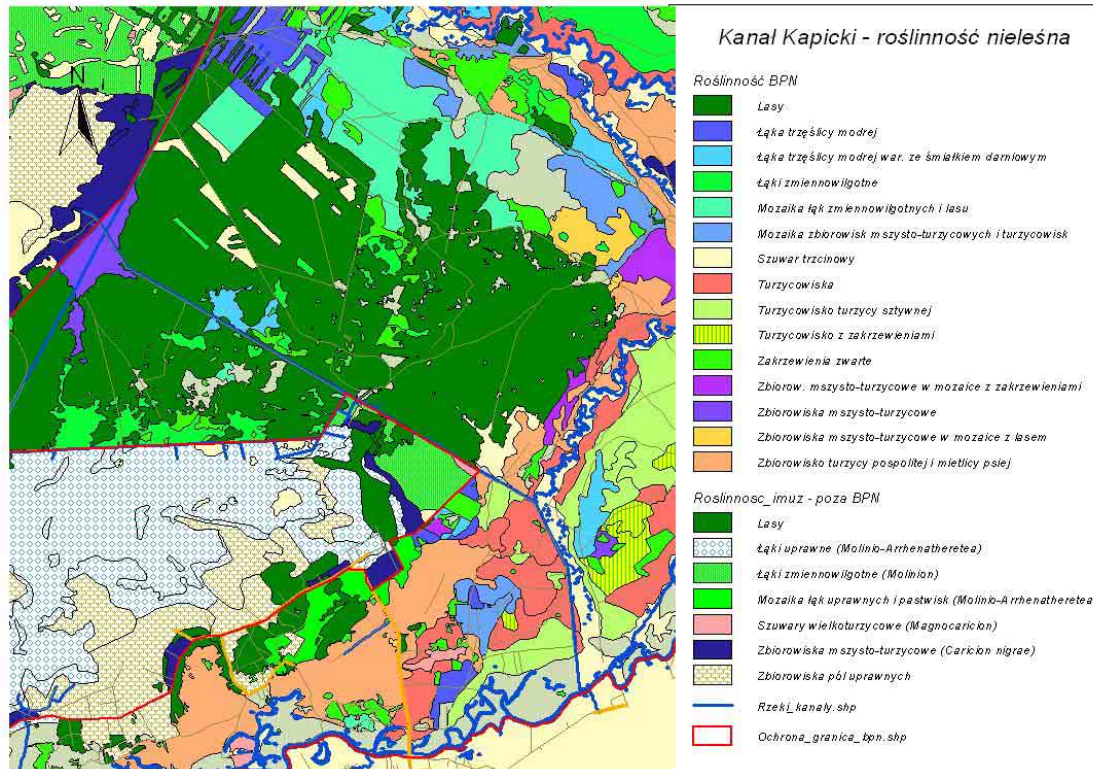 N
Kanał Kapicki - roślinność nieleśna
Roślinność BPN
Lasy
Łąka trzęślicy modrej
Łąka trzęślicy modrej war. ze śmiałkiem darniowym
Łąki zmiennowilgotne
Mozaika łąk zmiennowilgotnych i lasu
Mozaika zbiorowisk mszysto-turzycowych i turzycowisk
Szuwar trzcinowy
Turzycowiska
Turzycowisko turzycy sztywnej
Turzycowisko z zakrzewieniami
Zakrzewienia zwarte
Zbiorow. mszysto-turzycowe w mozaice z zakrzewieniami
Zbiorowiska mszysto-turzycowe
Zbiorowiska mszysto-turzycowe w mozaice z lasem
Zbiorowisko turzycy pospolitej i mietlicy psiej
Roslinnosc_imuz - poza BPN
Lasy
Łąki uprawne (Molinio-Arrhenatheretea)
Łąki zmiennowilgotne (Molinion)
Mozaika łąk uprawnych i pastwisk (Molinio-Arrhenatheretea
Szuwary wielkoturzycowe (Magnocaricion)
Zbiorowiska mszysto-turzycowe (Caricion nigrae)
Zbiorowiska pól uprawnych
Rzeki_kanaly.shp
Ochrona_granica_bpn.shp